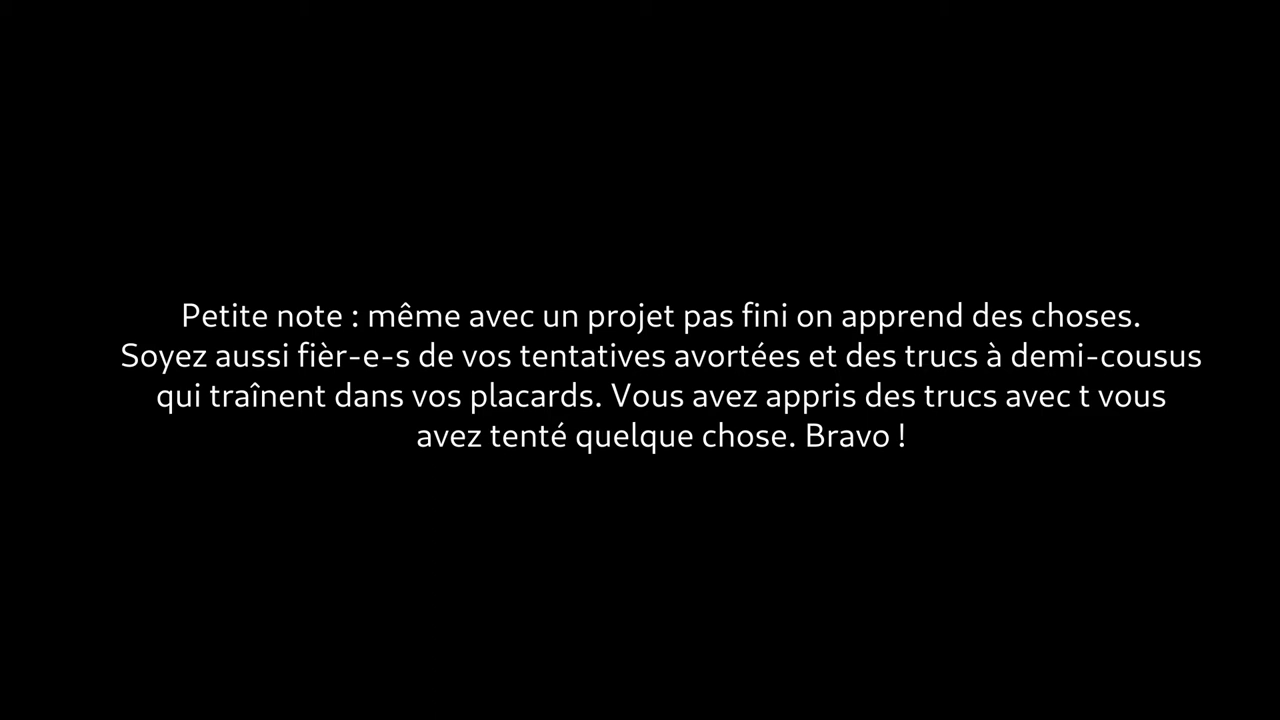 Petite note : même avec un projet pas fini on apprend des choses.
Soyez aussi fièr-e-s de vos tentatives avortées et des trucs à demi-cousus
qui traînent dans vos placards. Vous avez appris des trucs avec t vous
avez tenté quelque chose. Bravo !